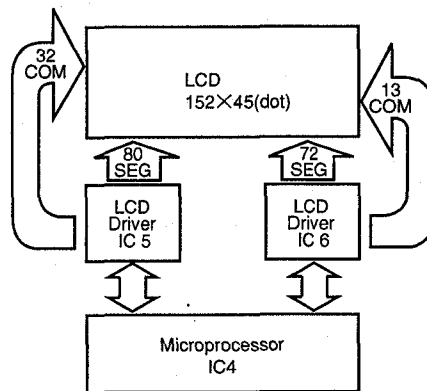 32
COM
LCD
152×45(dot)
13
COM
80
SEG
72
SEG
LCD
Driver
IC 5
LCD
Driver
IC 6
Microprocessor
IC4